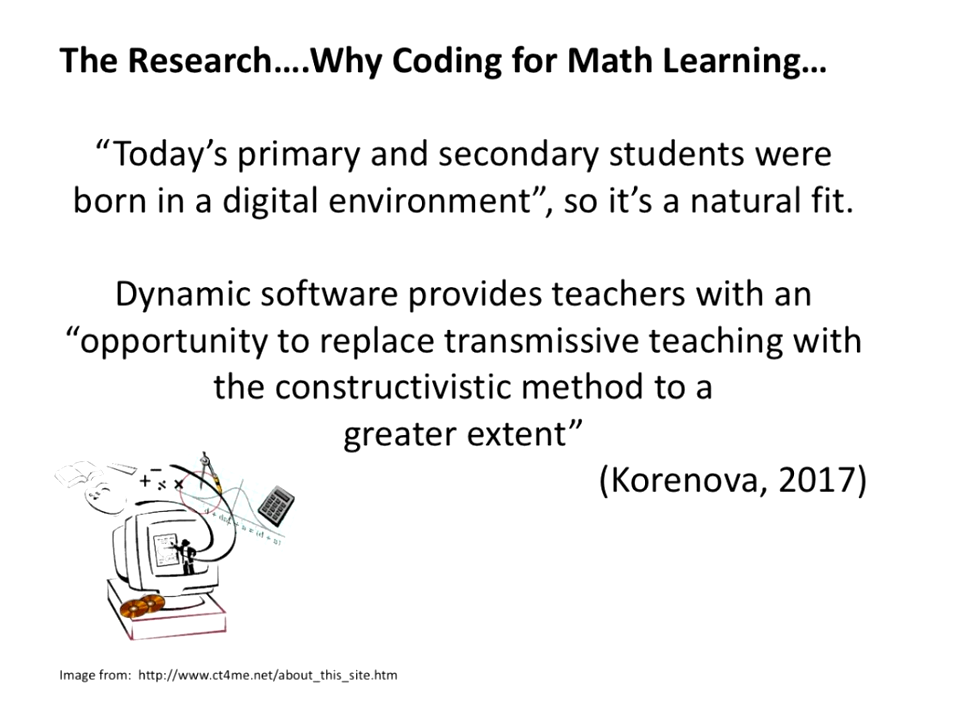 The Research….Why Coding for Math Learning…
“Today’s primary and secondary students were
born in a digital environment”, so it’s a natural fit.
Dynamic software provides teachers with an
“opportunity to replace transmissive teaching with
the constructivistic method to a
greater extent”
(Korenova, 2017)
Image from:  http://www.ct4me.net/about_this_site.htm